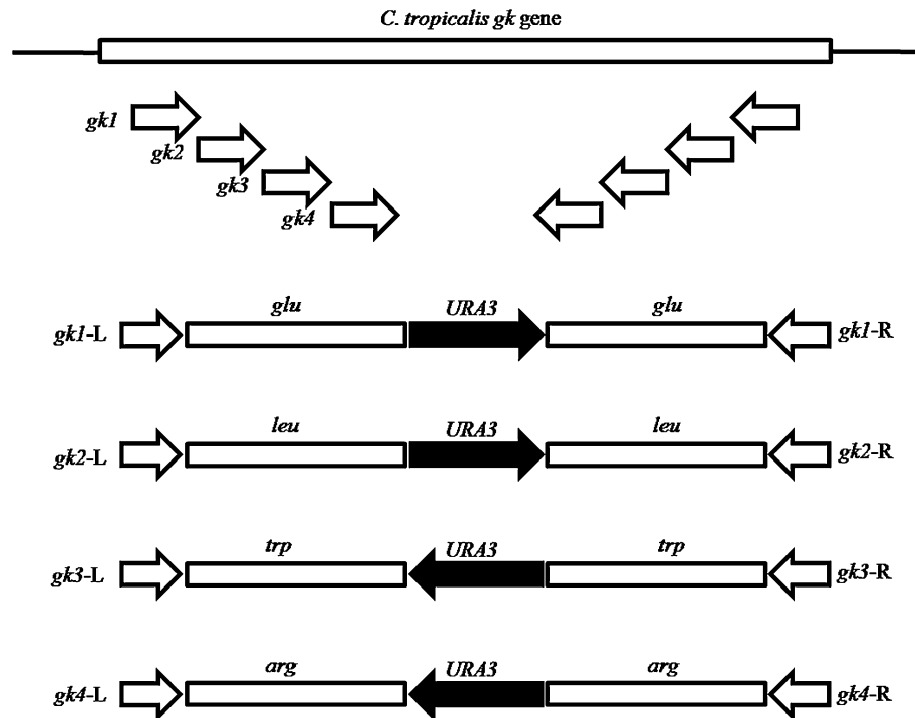 C. tropicalis gk gene
gk1
gk2
gk3
gk4
glu URA3 glu
gk1-L gk1-R
leu URA3 leu
gk2-L gk2-R
trp URA3 trp
gk3-L gk3-R
arg URA3 arg
gk4-L gk4-R